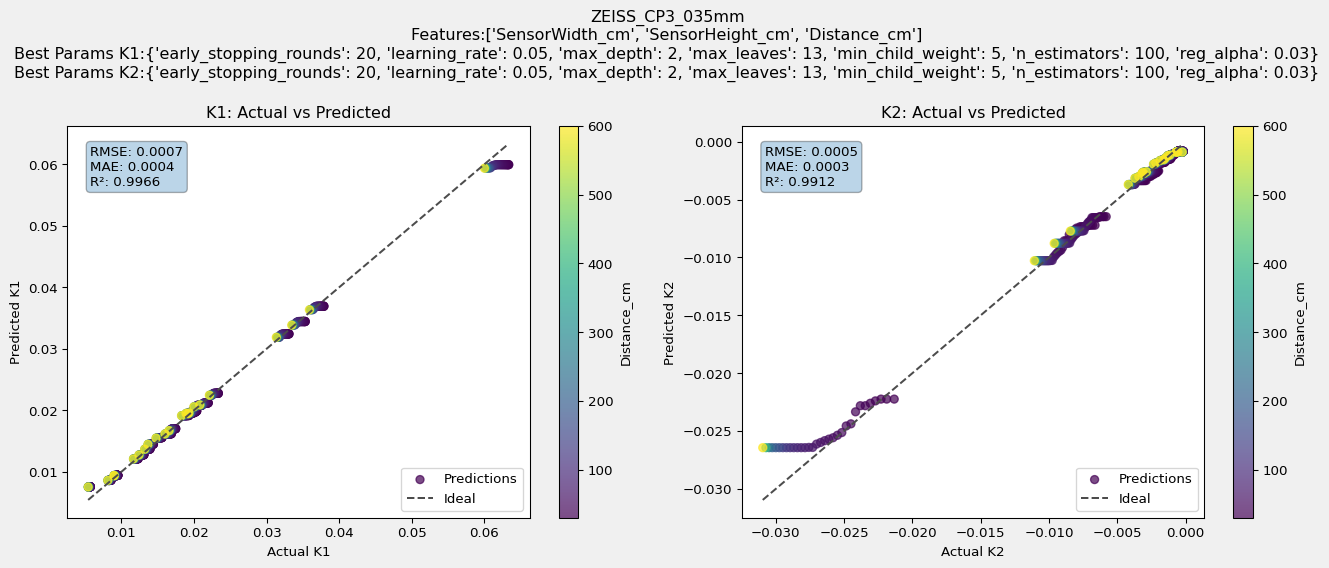 ZEISS_CP3_035mm
Features:['SensorWidth_cm', 'SensorHeight_cm', 'Distance_cm']
Best Params K1:{'early_stopping_rounds': 20, 'learning_rate': 0.05, 'max_depth': 2, 'max_leaves': 13, 'min_child_weight': 5, 'n_estimators': 100, 'reg_alpha': 0.03}
Best Params K2:{'early_stopping_rounds': 20, 'learning_rate': 0.05, 'max_depth': 2, 'max_leaves': 13, 'min_child_weight': 5, 'n_estimators': 100, 'reg_alpha': 0.03}
K1: Actual vs Predicted
RMSE: 0.0007
MAE: 0.0004
R²: 0.9966
0.06
0.05
0.04
0.03
0.02
0.01
Predicted K1
0.01
0.02
0.03
0.04
0.05
0.06
Actual K1
Predictions
Ideal
600
500
400
300
200
100
Distance_cm
K2: Actual vs Predicted
RMSE: 0.0005
MAE: 0.0003
R²: 0.9912
0.000
−0.005
−0.010
−0.015
−0.020
−0.025
−0.030
Predicted K2
−0.030
−0.025
−0.020
−0.015
−0.010
−0.005
0.000
Actual K2
Predictions
Ideal
600
500
400
300
200
100
Distance_cm